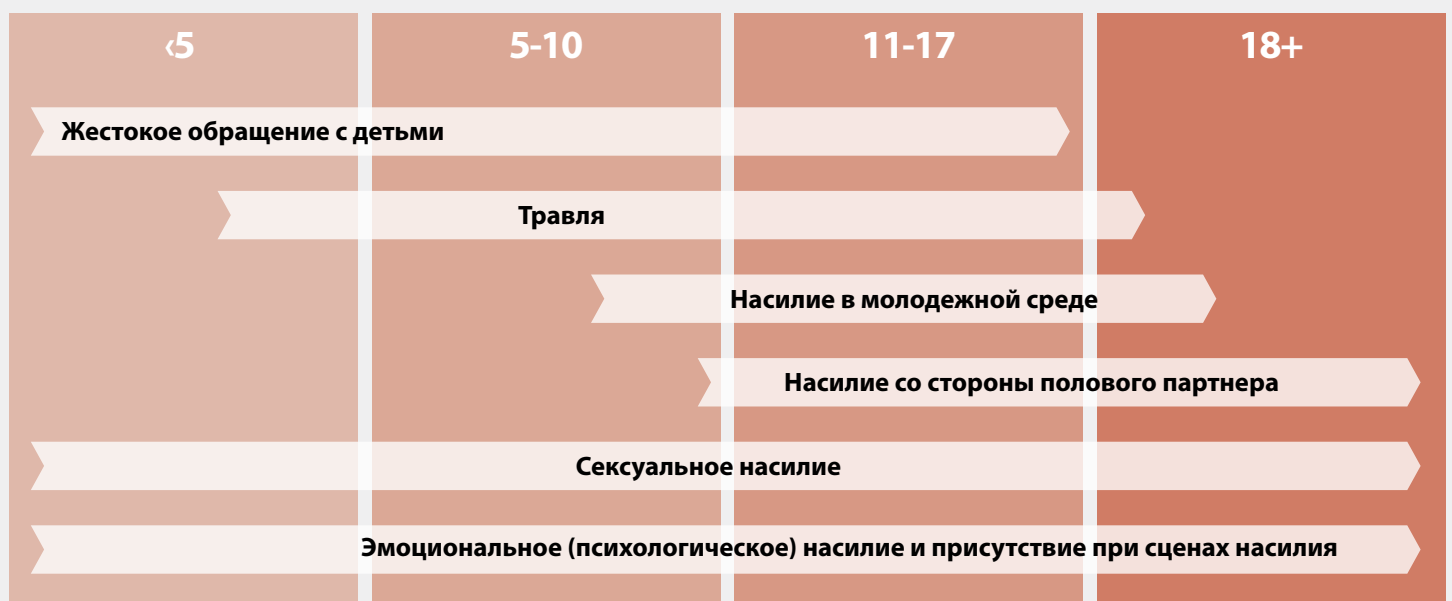 ‹5
5-10
11-17
18+
Жестокое обращение с детьми
Травля
Насилие в молодежной среде
Насилие со стороны полового партнера
Сексуальное насилие
Эмоциональное (психологическое) насилие и присутствие при сценах насилия